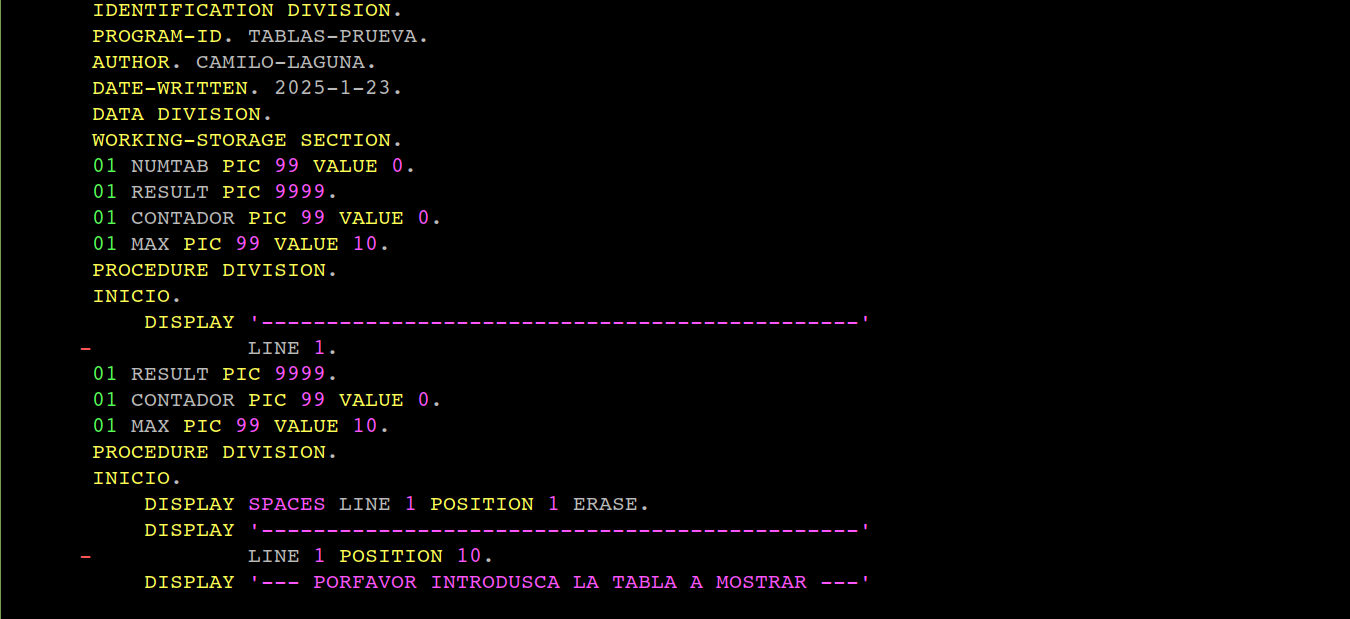 IDENTIFICATION DIVISION.
PROGRAM-ID. TABLAS-PRUEVA.
AUTHOR. CAMILO-LAGUNA.
DATE-WRITTEN. 2025-1-23.
DATA DIVISION.
WORKING-STORAGE SECTION.
01 NUMTAB PIC 99 VALUE 0.
01 RESULT PIC 9999.
01 CONTADOR PIC 99 VALUE 0.
01 MAX PIC 99 VALUE 10.
PROCEDURE DIVISION.
INICIO.
DISPLAY '----------------------------------------------'
- LINE 1.
01 RESULT PIC 9999.
01 CONTADOR PIC 99 VALUE 0.
01 MAX PIC 99 VALUE 10.
PROCEDURE DIVISION.
INICIO.
DISPLAY SPACES LINE 1 POSITION 1 ERASE.
DISPLAY '----------------------------------------------'
- LINE 1 POSITION 10.
DISPLAY '--- PORFAVOR INTRODUSCA LA TABLA A MOSTRAR ---'